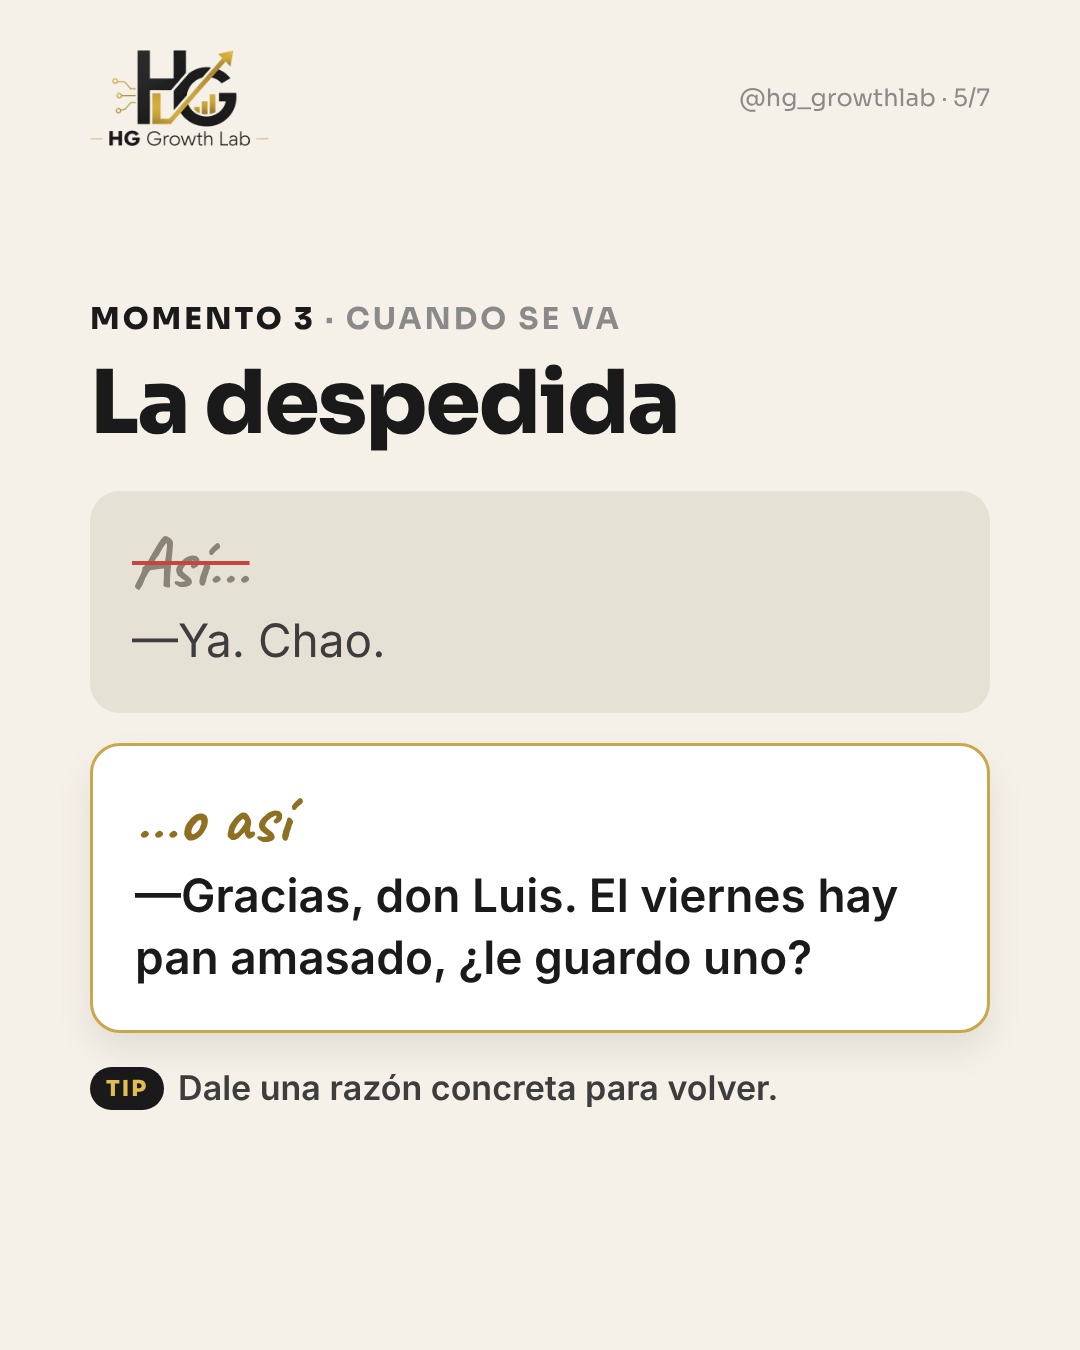 HG
HG Growth Lab
@hg_growthlab · 5/7
MOMENTO 3 · CUANDO SE VA
La despedida
Así...
—Ya. Chao.
...o así
—Gracias, don Luis. El viernes hay
pan amasado, ¿le guardo uno?
TIP Dale una razón concreta para volver.